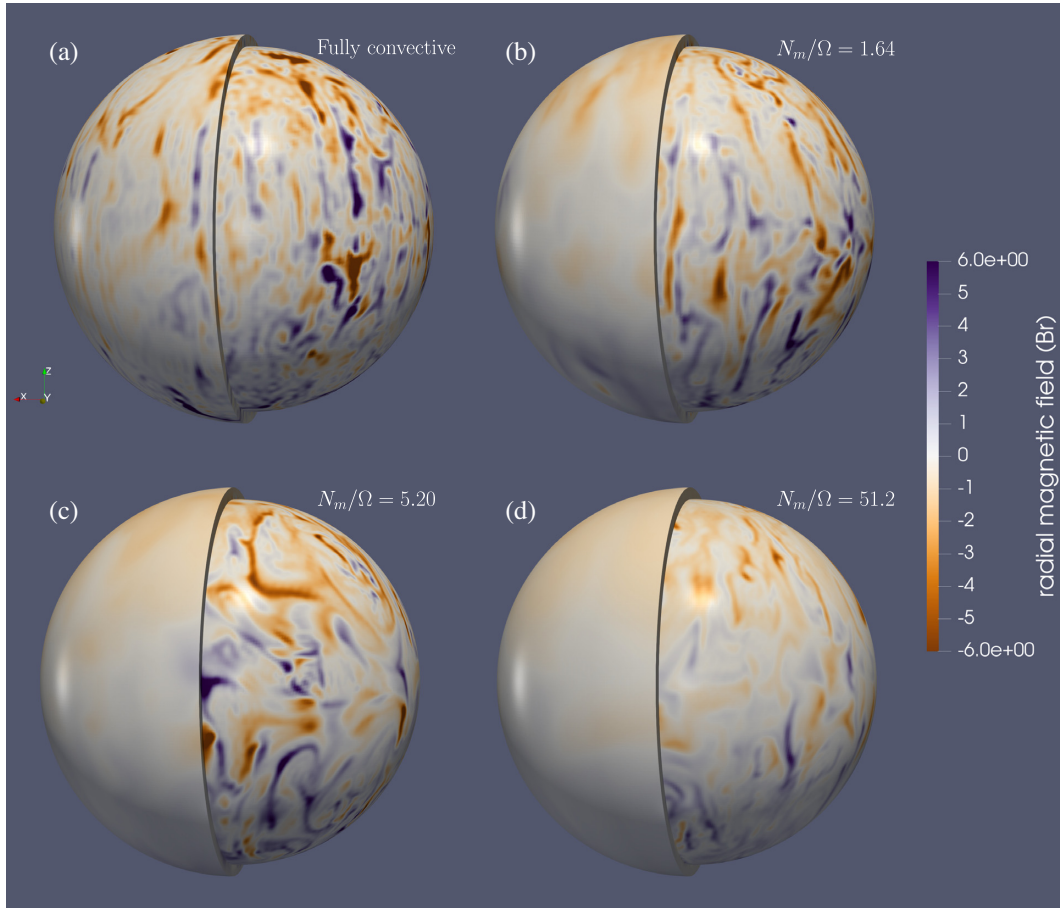 (a) Fully convective
(b) N_m/Ω = 1.64
6.0e+00
5
4
3
2
1
0
-1
-2
-3
-4
-5
-6.0e+00
radial magnetic field (Br)
Z
X Y
(c) N_m/Ω = 5.20
(d) N_m/Ω = 51.2